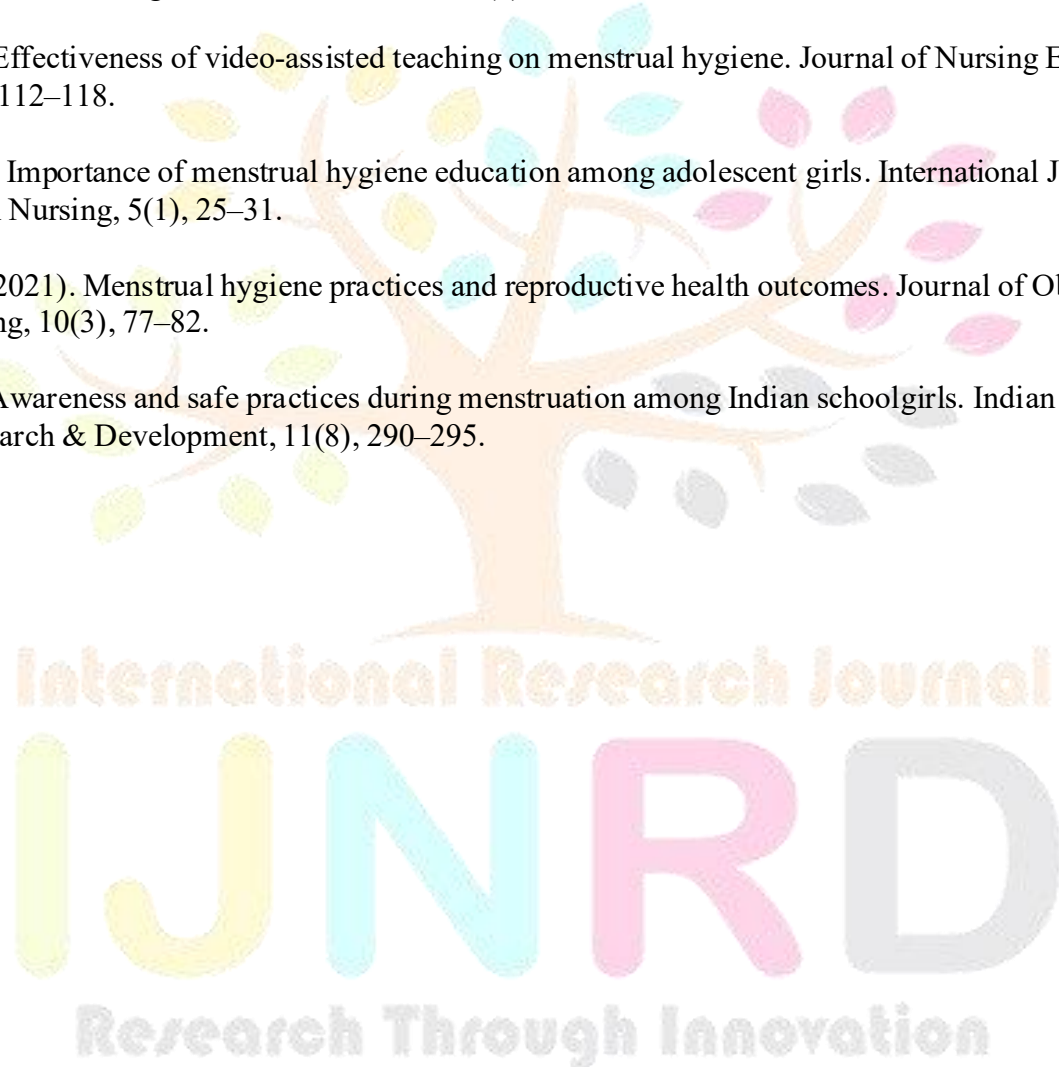 Effectiveness of video-assisted teaching on menstrual hygiene. Journal of Nursing E
112–118.
Importance of menstrual hygiene education among adolescent girls. International J
Nursing, 5(1), 25–31.
2021). Menstrual hygiene practices and reproductive health outcomes. Journal of Ob
ng, 10(3), 77–82.
Awareness and safe practices during menstruation among Indian schoolgirls. Indian
arch & Development, 11(8), 290–295.
International Research Journal
IJNRD
Research Through Innovation